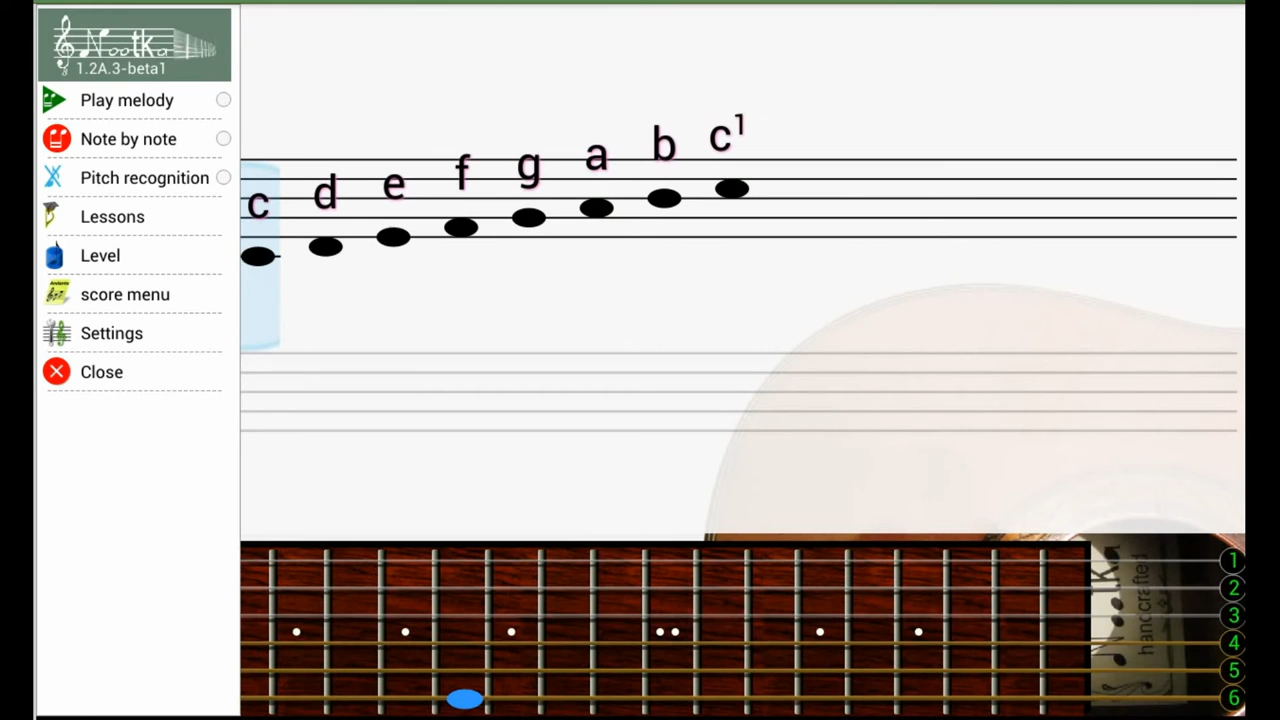 Nootka
1.2A.3-beta1
Play melody
Note by note
Pitch recognition
Lessons
Level
score menu
Settings
Close
c d e f g a b c1
handcrafted
1
2
3
4
5
6